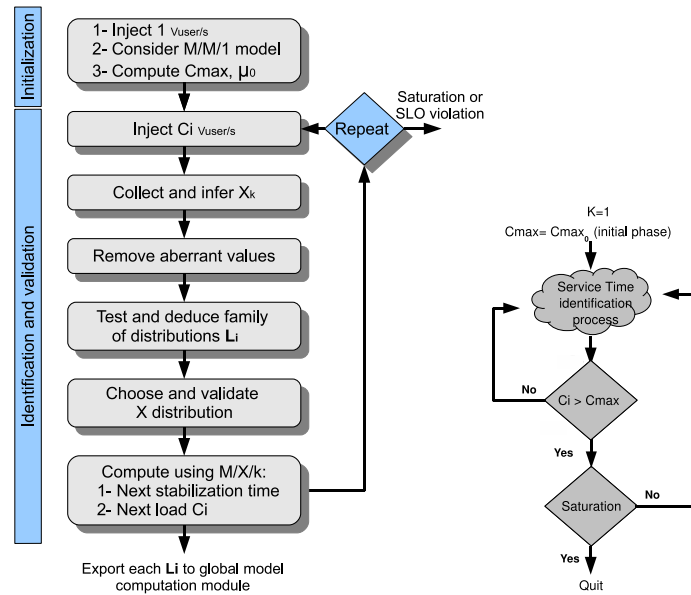 Initialization
1- Inject 1 Vuser/s
2- Consider M/M/1 model
3- Compute Cmax, μ0
Identification and validation
Inject Ci Vuser/s
Repeat
Saturation or
SLO violation
Collect and infer Xk
Remove aberrant values
Test and deduce family
of distributions Li
Choose and validate
X distribution
Compute using M/X/k:
1- Next stabilization time
2- Next load Ci
Export each Li to global model
computation module
K=1
Cmax= Cmax0 (initial phase)
Service Time
identification
process
No
Ci > Cmax
Yes
No
Saturation
Yes
Quit